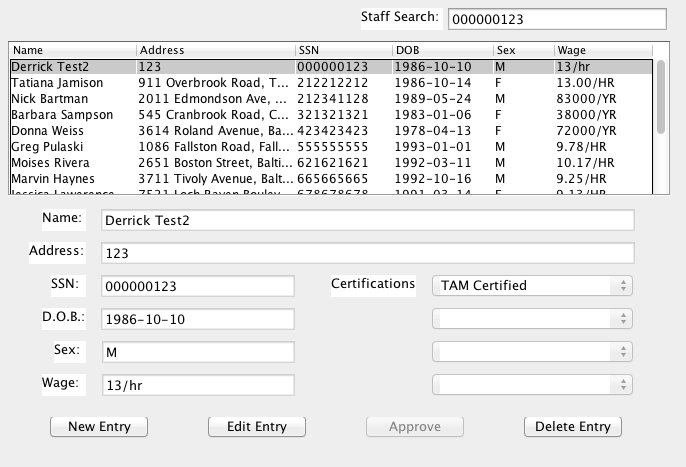 Staff Search: 000000123
Name Address SSN DOB Sex Wage
Derrick Test2 123 000000123 1986-10-10 M 13/hr
Tatiana Jamison 911 Overbrook Road, T... 212212212 1986-10-14 F 13.00/HR
Nick Bartman 2011 Edmondson Ave, ... 212341128 1989-05-24 M 83000/YR
Barbara Sampson 545 Cranbrook Road, C... 321321321 1983-01-06 F 38000/YR
Donna Weiss 3614 Roland Avenue, Ba... 423423423 1978-04-13 F 72000/YR
Greg Pulaski 1086 Fallston Road, Fall... 555555555 1993-01-01 M 9.78/HR
Moises Rivera 2651 Boston Street, Balti... 621621621 1992-03-11 M 10.17/HR
Marvin Haynes 3711 Tivoly Avenue, Balt... 665665665 1992-10-16 M 9.25/HR
Jessica Lawerence 7521 Loch Raven Boulev... 678678678 1991-03-14 F 9.13/HR
Name: Derrick Test2
Address: 123
SSN: 000000123 Certifications TAM Certified
D.O.B.: 1986-10-10
Sex: M
Wage: 13/hr
New Entry Edit Entry Approve Delete Entry